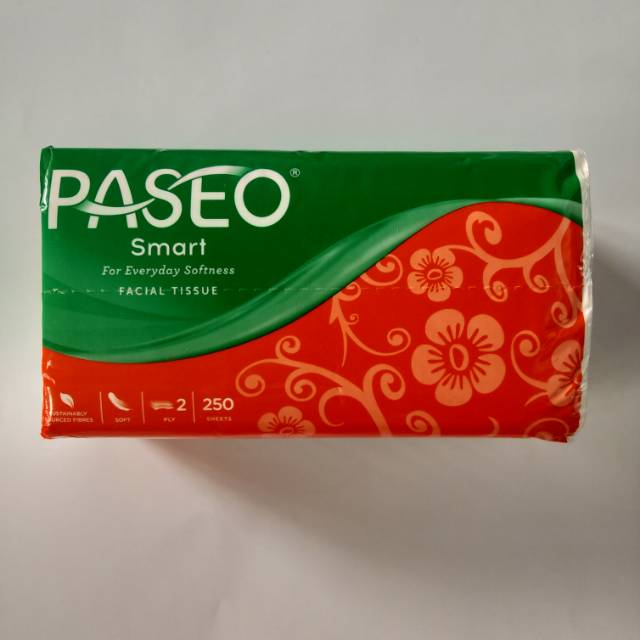 PASEO®
Smart
For Everyday Softness
FACIAL TISSUE
2 250
SOFT PLY SHEETS